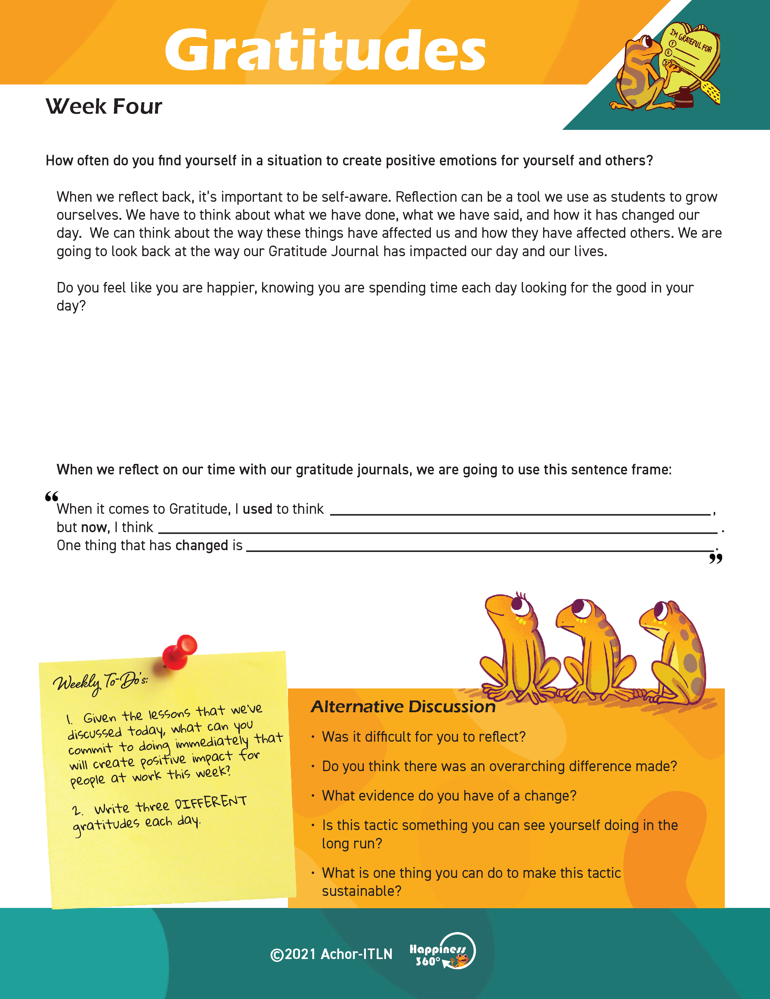 Gratitudes
I'M GRATEFUL FOR
1
2
Week Four
How often do you find yourself in a situation to create positive emotions for yourself and others?
When we reflect back, it's important to be self-aware. Reflection can be a tool we use as students to grow
ourselves. We have to think about what we have done, what we have said, and how it has changed our
day.  We can think about the way these things have affected us and how they have affected others. We are
going to look back at the way our Gratitude Journal has impacted our day and our lives.
Do you feel like you are happier, knowing you are spending time each day looking for the good in your
day?
When we reflect on our time with our gratitude journals, we are going to use this sentence frame:
“When it comes to Gratitude, I used to think ____________________,
but now, I think ____________________.
One thing that has changed is ____________________.”
Weekly To-Do's:
1. Given the lessons that we've
discussed today, what can you
commit to doing immediately that
will create positive impact for
people at work this week?
2. Write three DIFFERENT
gratitudes each day.
Alternative Discussion
• Was it difficult for you to reflect?
• Do you think there was an overarching difference made?
• What evidence do you have of a change?
• Is this tactic something you can see yourself doing in the
long run?
• What is one thing you can do to make this tactic
sustainable?
©2021 Achor-ITLN
Happiness
360°